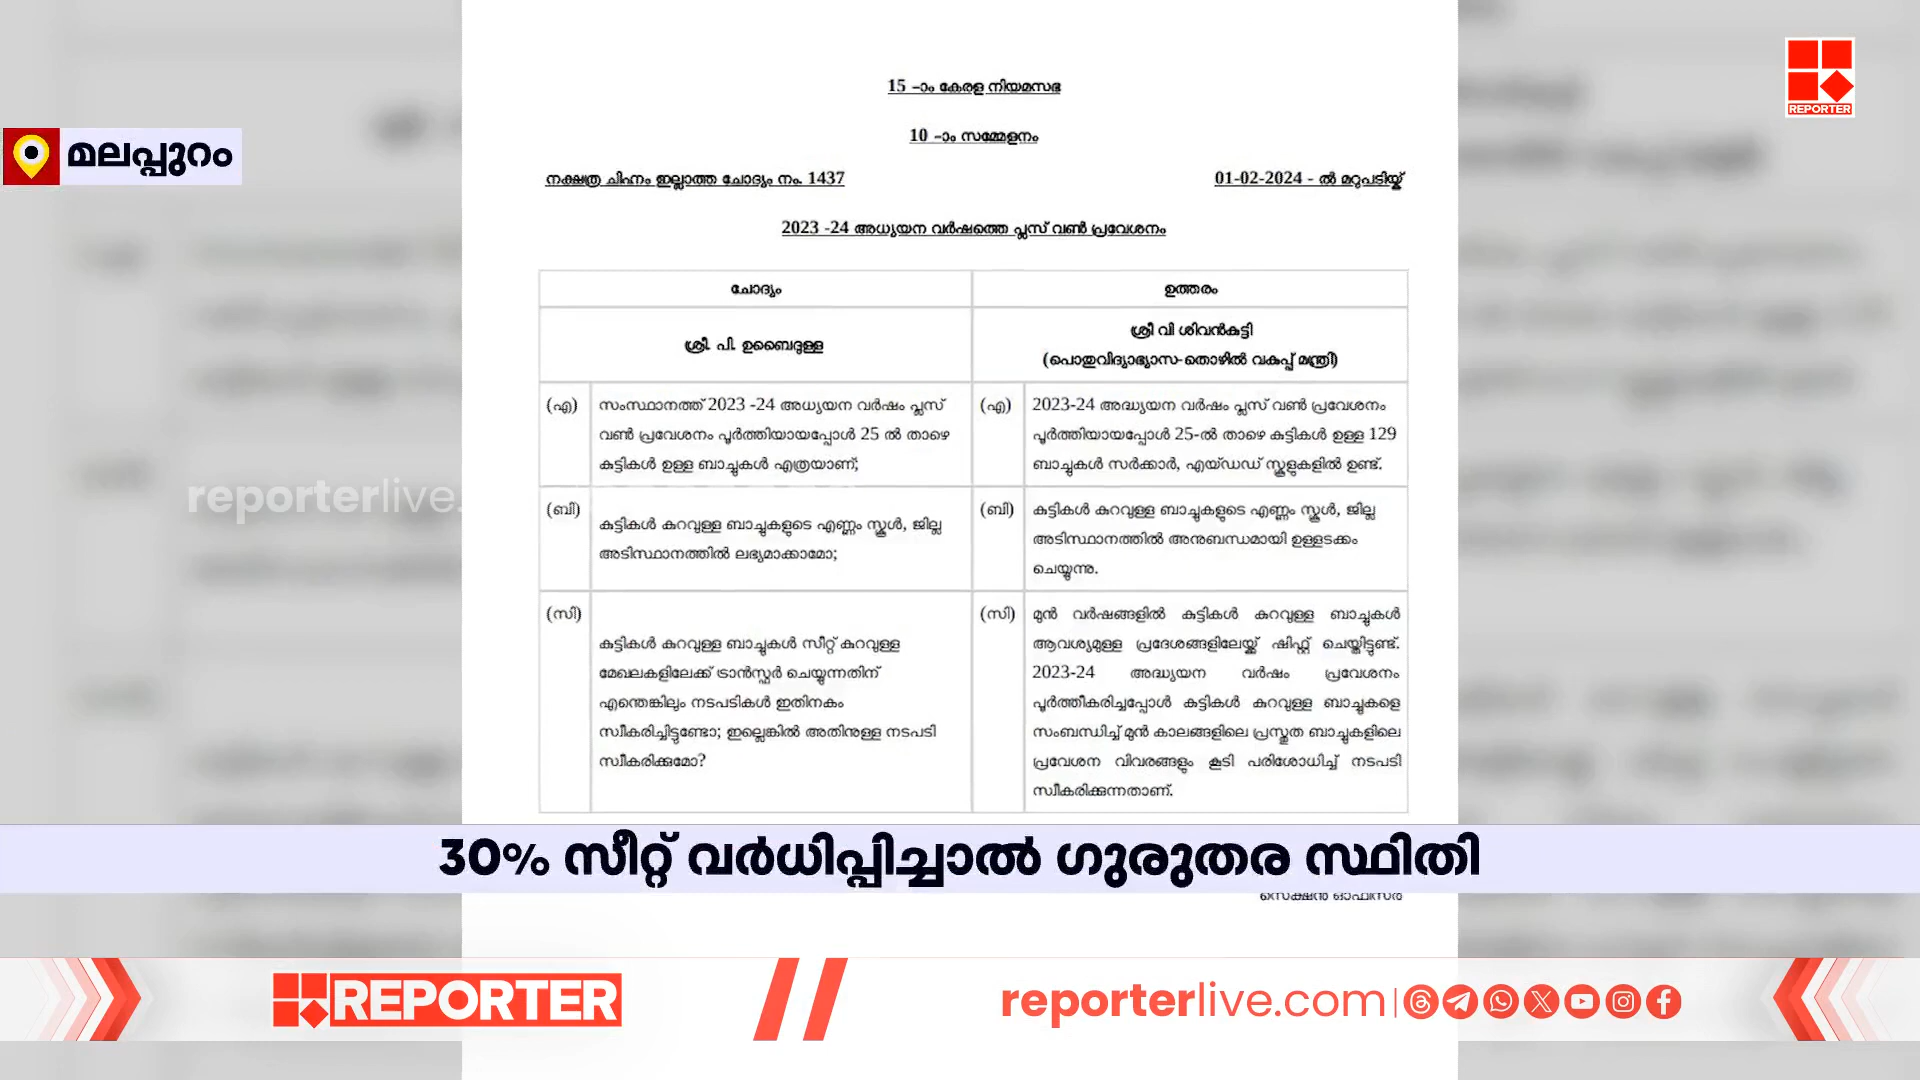 15 -ാം കേരള നിയമസഭ
REPORTER
10 -ാം സമ്മേളനം
മലപ്പുറം
നക്ഷത്ര ചിഹ്നം ഇല്ലാത്ത ചോദ്യം നം. 1437
01-02-2024 - ൽ മറുപടിയ്ക്ക്
2023 -24 അധ്യയന വർഷത്തെ പ്ലസ് വൺ പ്രവേശനം
ചോദ്യം
ഉത്തരം
ശ്രീ. പി. ഉബൈദുള്ള
ശ്രീ വി ശിവൻകുട്ടി
(പൊതുവിദ്യാഭ്യാസ-തൊഴിൽ വകുപ്പ് മന്ത്രി)
(എ)
സംസ്ഥാനത്ത് 2023 -24 അധ്യയന വർഷം പ്ലസ്
വൺ പ്രവേശനം പൂർത്തിയായപ്പോൾ 25 ൽ താഴെ
കുട്ടികൾ ഉള്ള ബാച്ചുകൾ എത്രയാണ്;
(എ)
2023-24 അദ്ധ്യയന വർഷം പ്ലസ് വൺ പ്രവേശനം
പൂർത്തിയായപ്പോൾ 25-ൽ താഴെ കുട്ടികൾ ഉള്ള 129
ബാച്ചുകൾ സർക്കാർ, എയ്ഡഡ് സ്കൂളുകളിൽ ഉണ്ട്.
reporterlive.
(ബി)
കുട്ടികൾ കുറവുള്ള ബാച്ചുകളുടെ എണ്ണം സ്കൂൾ, ജില്ല
അടിസ്ഥാനത്തിൽ ലഭ്യമാക്കാമോ;
(ബി)
കുട്ടികൾ കുറവുള്ള ബാച്ചുകളുടെ എണ്ണം സ്കൂൾ, ജില്ല
അടിസ്ഥാനത്തിൽ അനുബന്ധമായി ഉള്ളടക്കം
ചെയ്യുന്നു.
(സി)
കുട്ടികൾ കുറവുള്ള ബാച്ചുകൾ സീറ്റ് കുറവുള്ള
മേഖലകളിലേക്ക് ട്രാൻസ്ഫർ ചെയ്യുന്നതിന്
എന്തെങ്കിലും നടപടികൾ ഇതിനകം
സ്വീകരിച്ചിട്ടുണ്ടോ; ഇല്ലെങ്കിൽ അതിനുള്ള നടപടി
സ്വീകരിക്കുമോ?
(സി)
മുൻ വർഷങ്ങളിൽ കുട്ടികൾ കുറവുള്ള ബാച്ചുകൾ
ആവശ്യമുള്ള പ്രദേശങ്ങളിലേയ്ക്ക് ഷിഫ്റ്റ് ചെയ്തിട്ടുണ്ട്.
2023-24 അദ്ധ്യയന വർഷം പ്രവേശനം
പൂർത്തീകരിച്ചപ്പോൾ കുട്ടികൾ കുറവുള്ള ബാച്ചുകളെ
സംബന്ധിച്ച് മുൻ കാലങ്ങളിലെ പ്രസ്തുത ബാച്ചുകളിലെ
പ്രവേശന വിവരങ്ങളും കൂടി പരിശോധിച്ച് നടപടി
സ്വീകരിക്കുന്നതാണ്.
30% സീറ്റ് വർധിപ്പിച്ചാൽ ഗുരുതര സ്ഥിതി
സെക്ഷൻ ഓഫീസർ
REPORTER
reporterlive.com